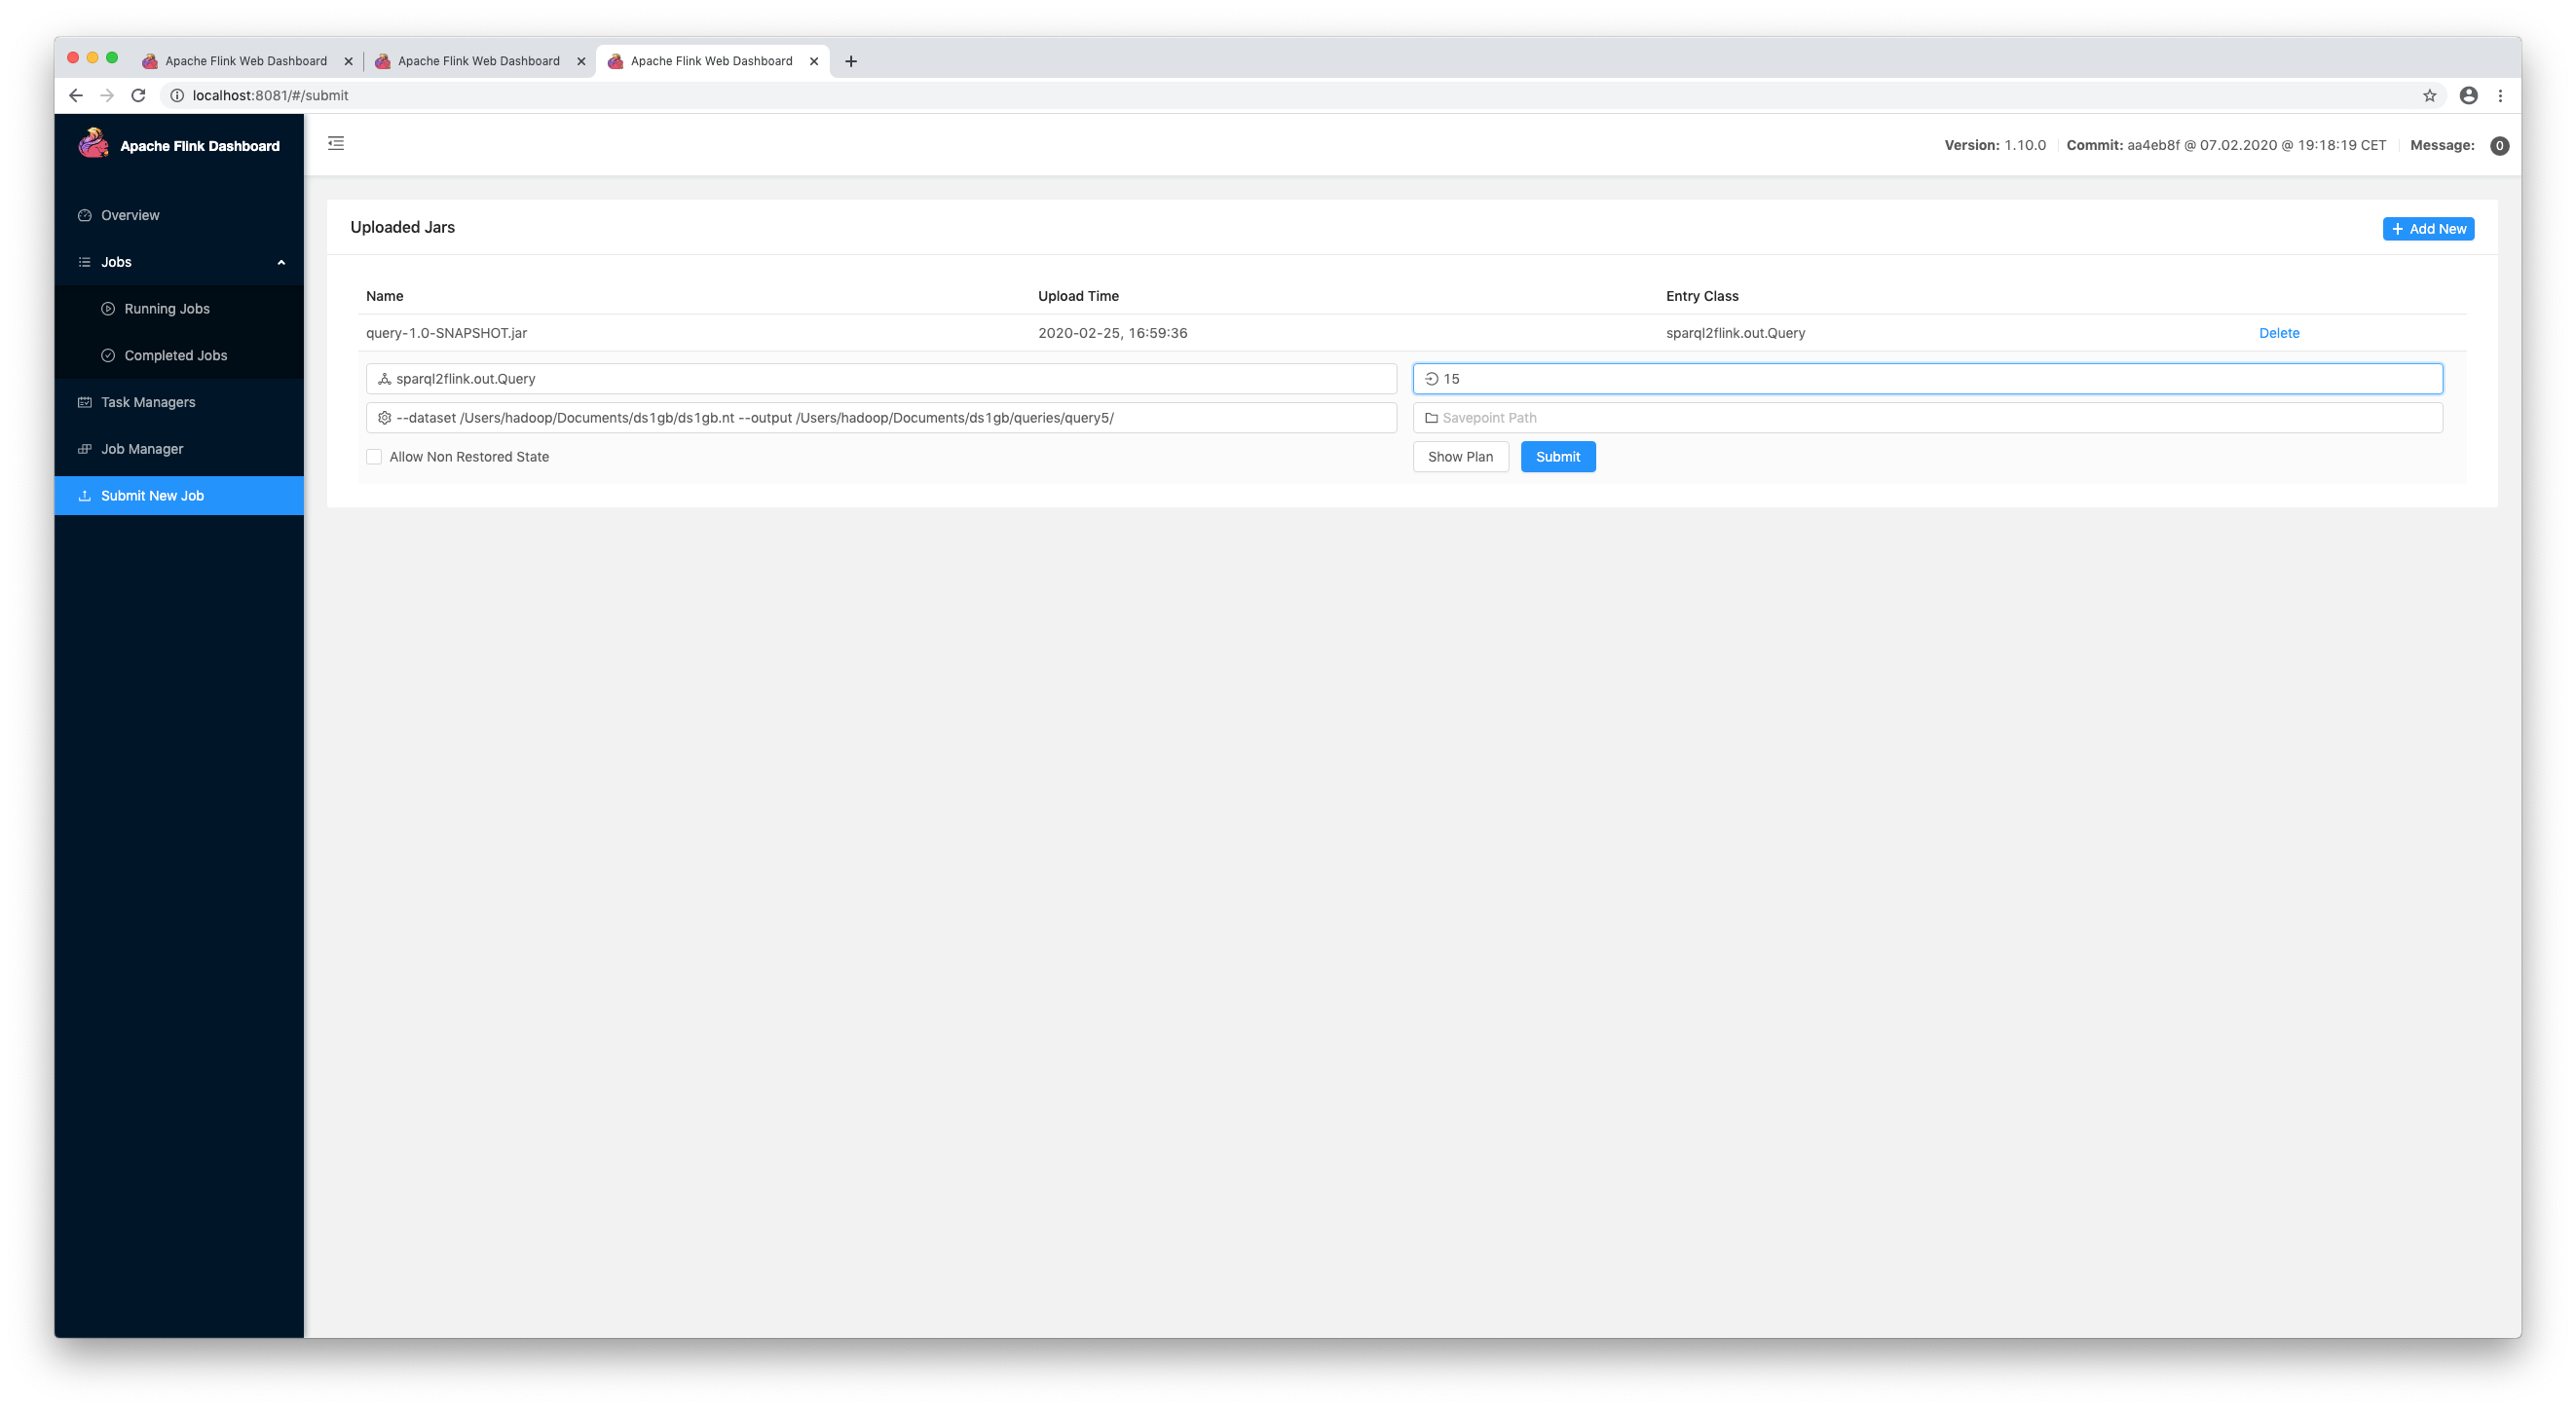 Apache Flink Web Dashboard
Apache Flink Web Dashboard
Apache Flink Web Dashboard
localhost:8081/#/submit
Apache Flink Dashboard
Version: 1.10.0 Commit: aa4eb8f @ 07.02.2020 @ 19:18:19 CET Message: 0
Overview
Jobs
Running Jobs
Completed Jobs
Task Managers
Job Manager
Submit New Job
Uploaded Jars
+ Add New
Name Upload Time Entry Class
query-1.0-SNAPSHOT.jar 2020-02-25, 16:59:36 sparql2flink.out.Query Delete
sparql2flink.out.Query 15
--dataset /Users/hadoop/Documents/ds1gb/ds1gb.nt --output /Users/hadoop/Documents/ds1gb/queries/query5/ Savepoint Path
Allow Non Restored State Show Plan Submit